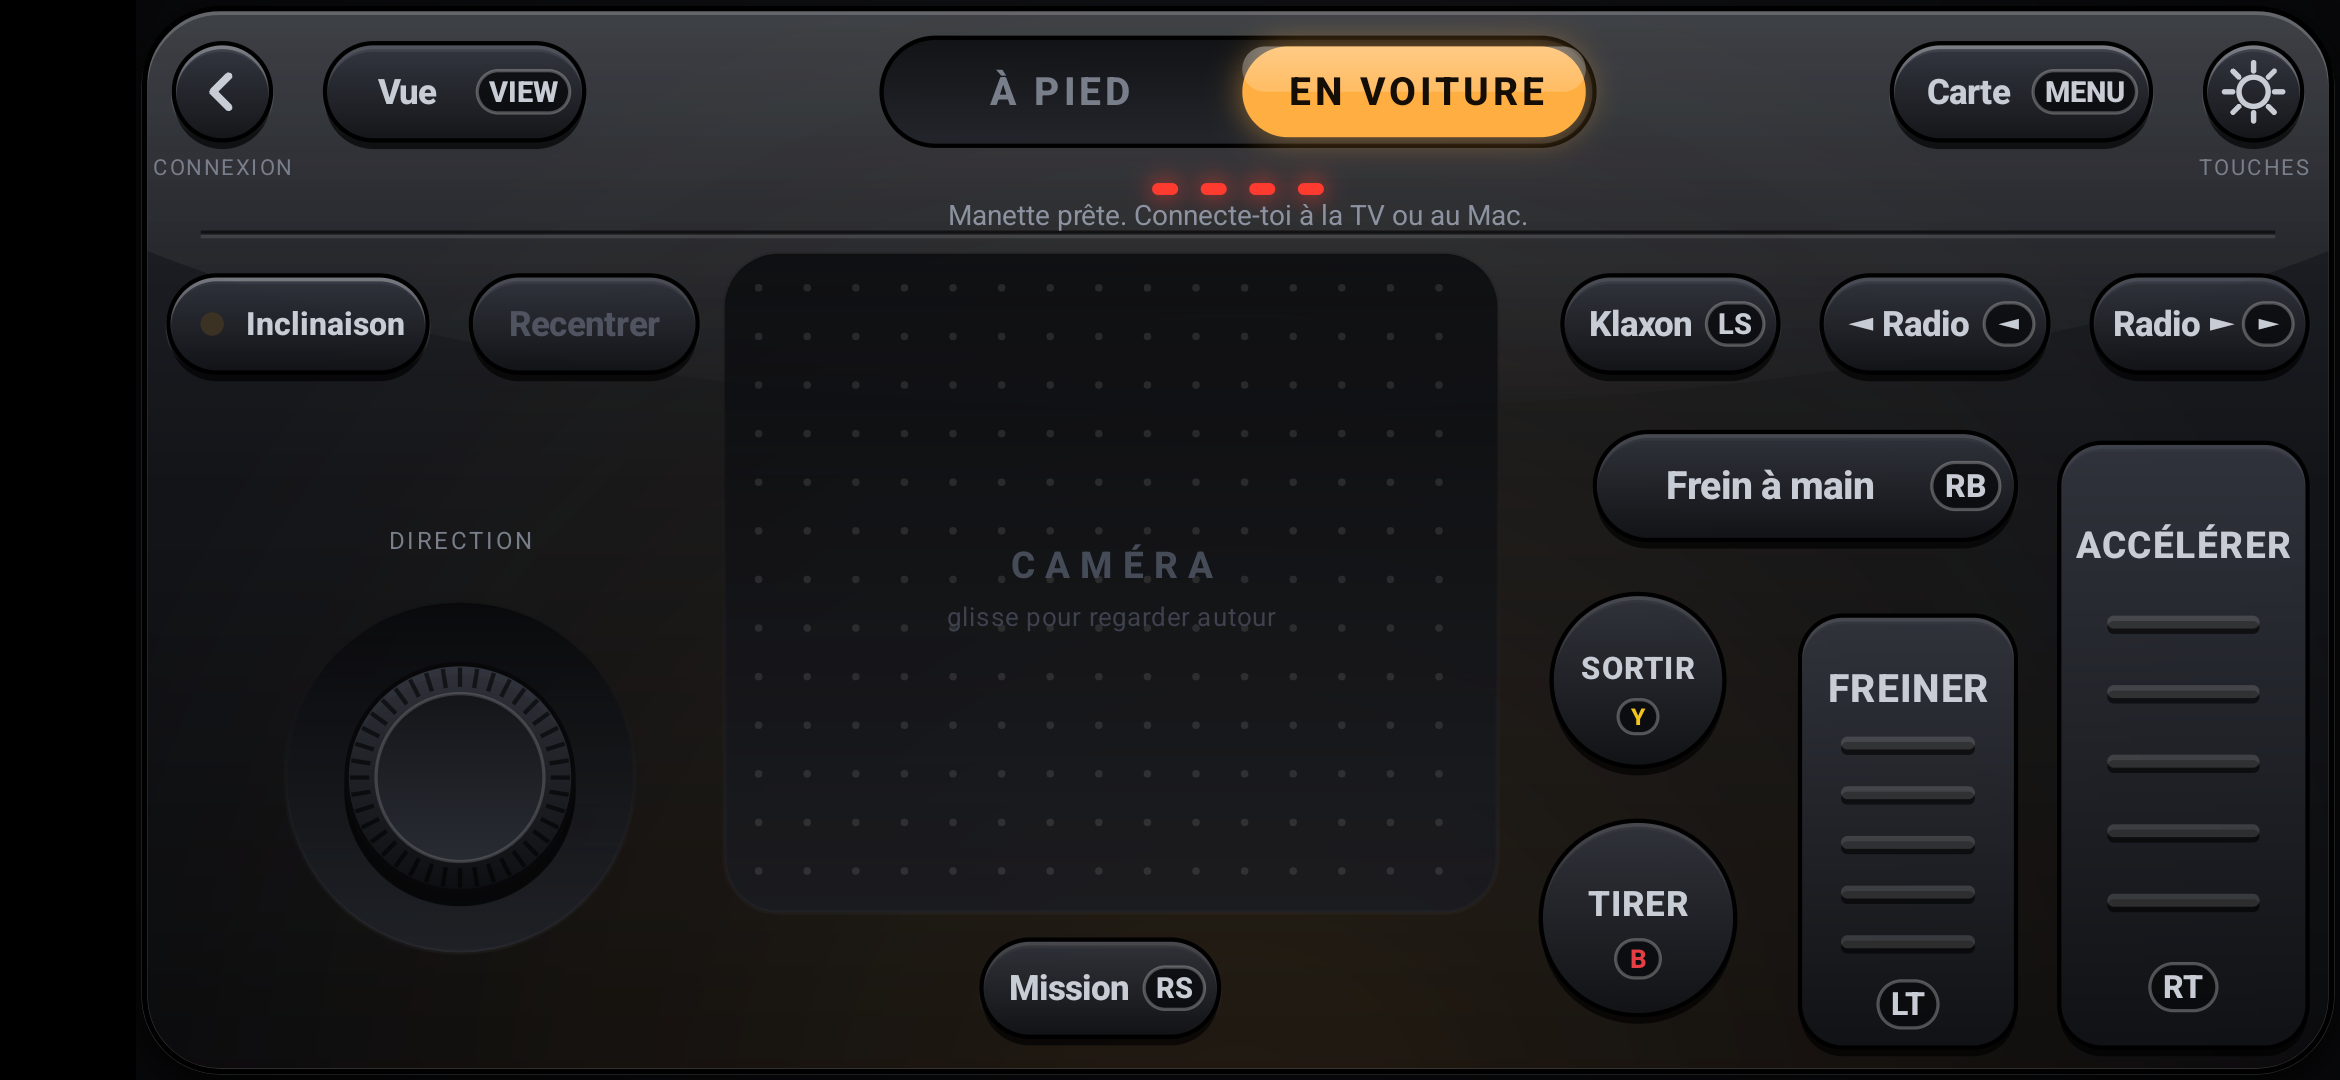 Vue VIEW
À PIED
EN VOITURE
Carte MENU
CONNEXION
TOUCHES
Manette prête. Connecte-toi à la TV ou au Mac.
Inclinaison
Recentrer
Klaxon LS
◄ Radio ◄
Radio ► ►
Frein à main RB
ACCÉLÉRER
DIRECTION
CAMÉRA
glisse pour regarder autour
SORTIR
Y
FREINER
TIRER
B
Mission RS
LT
RT